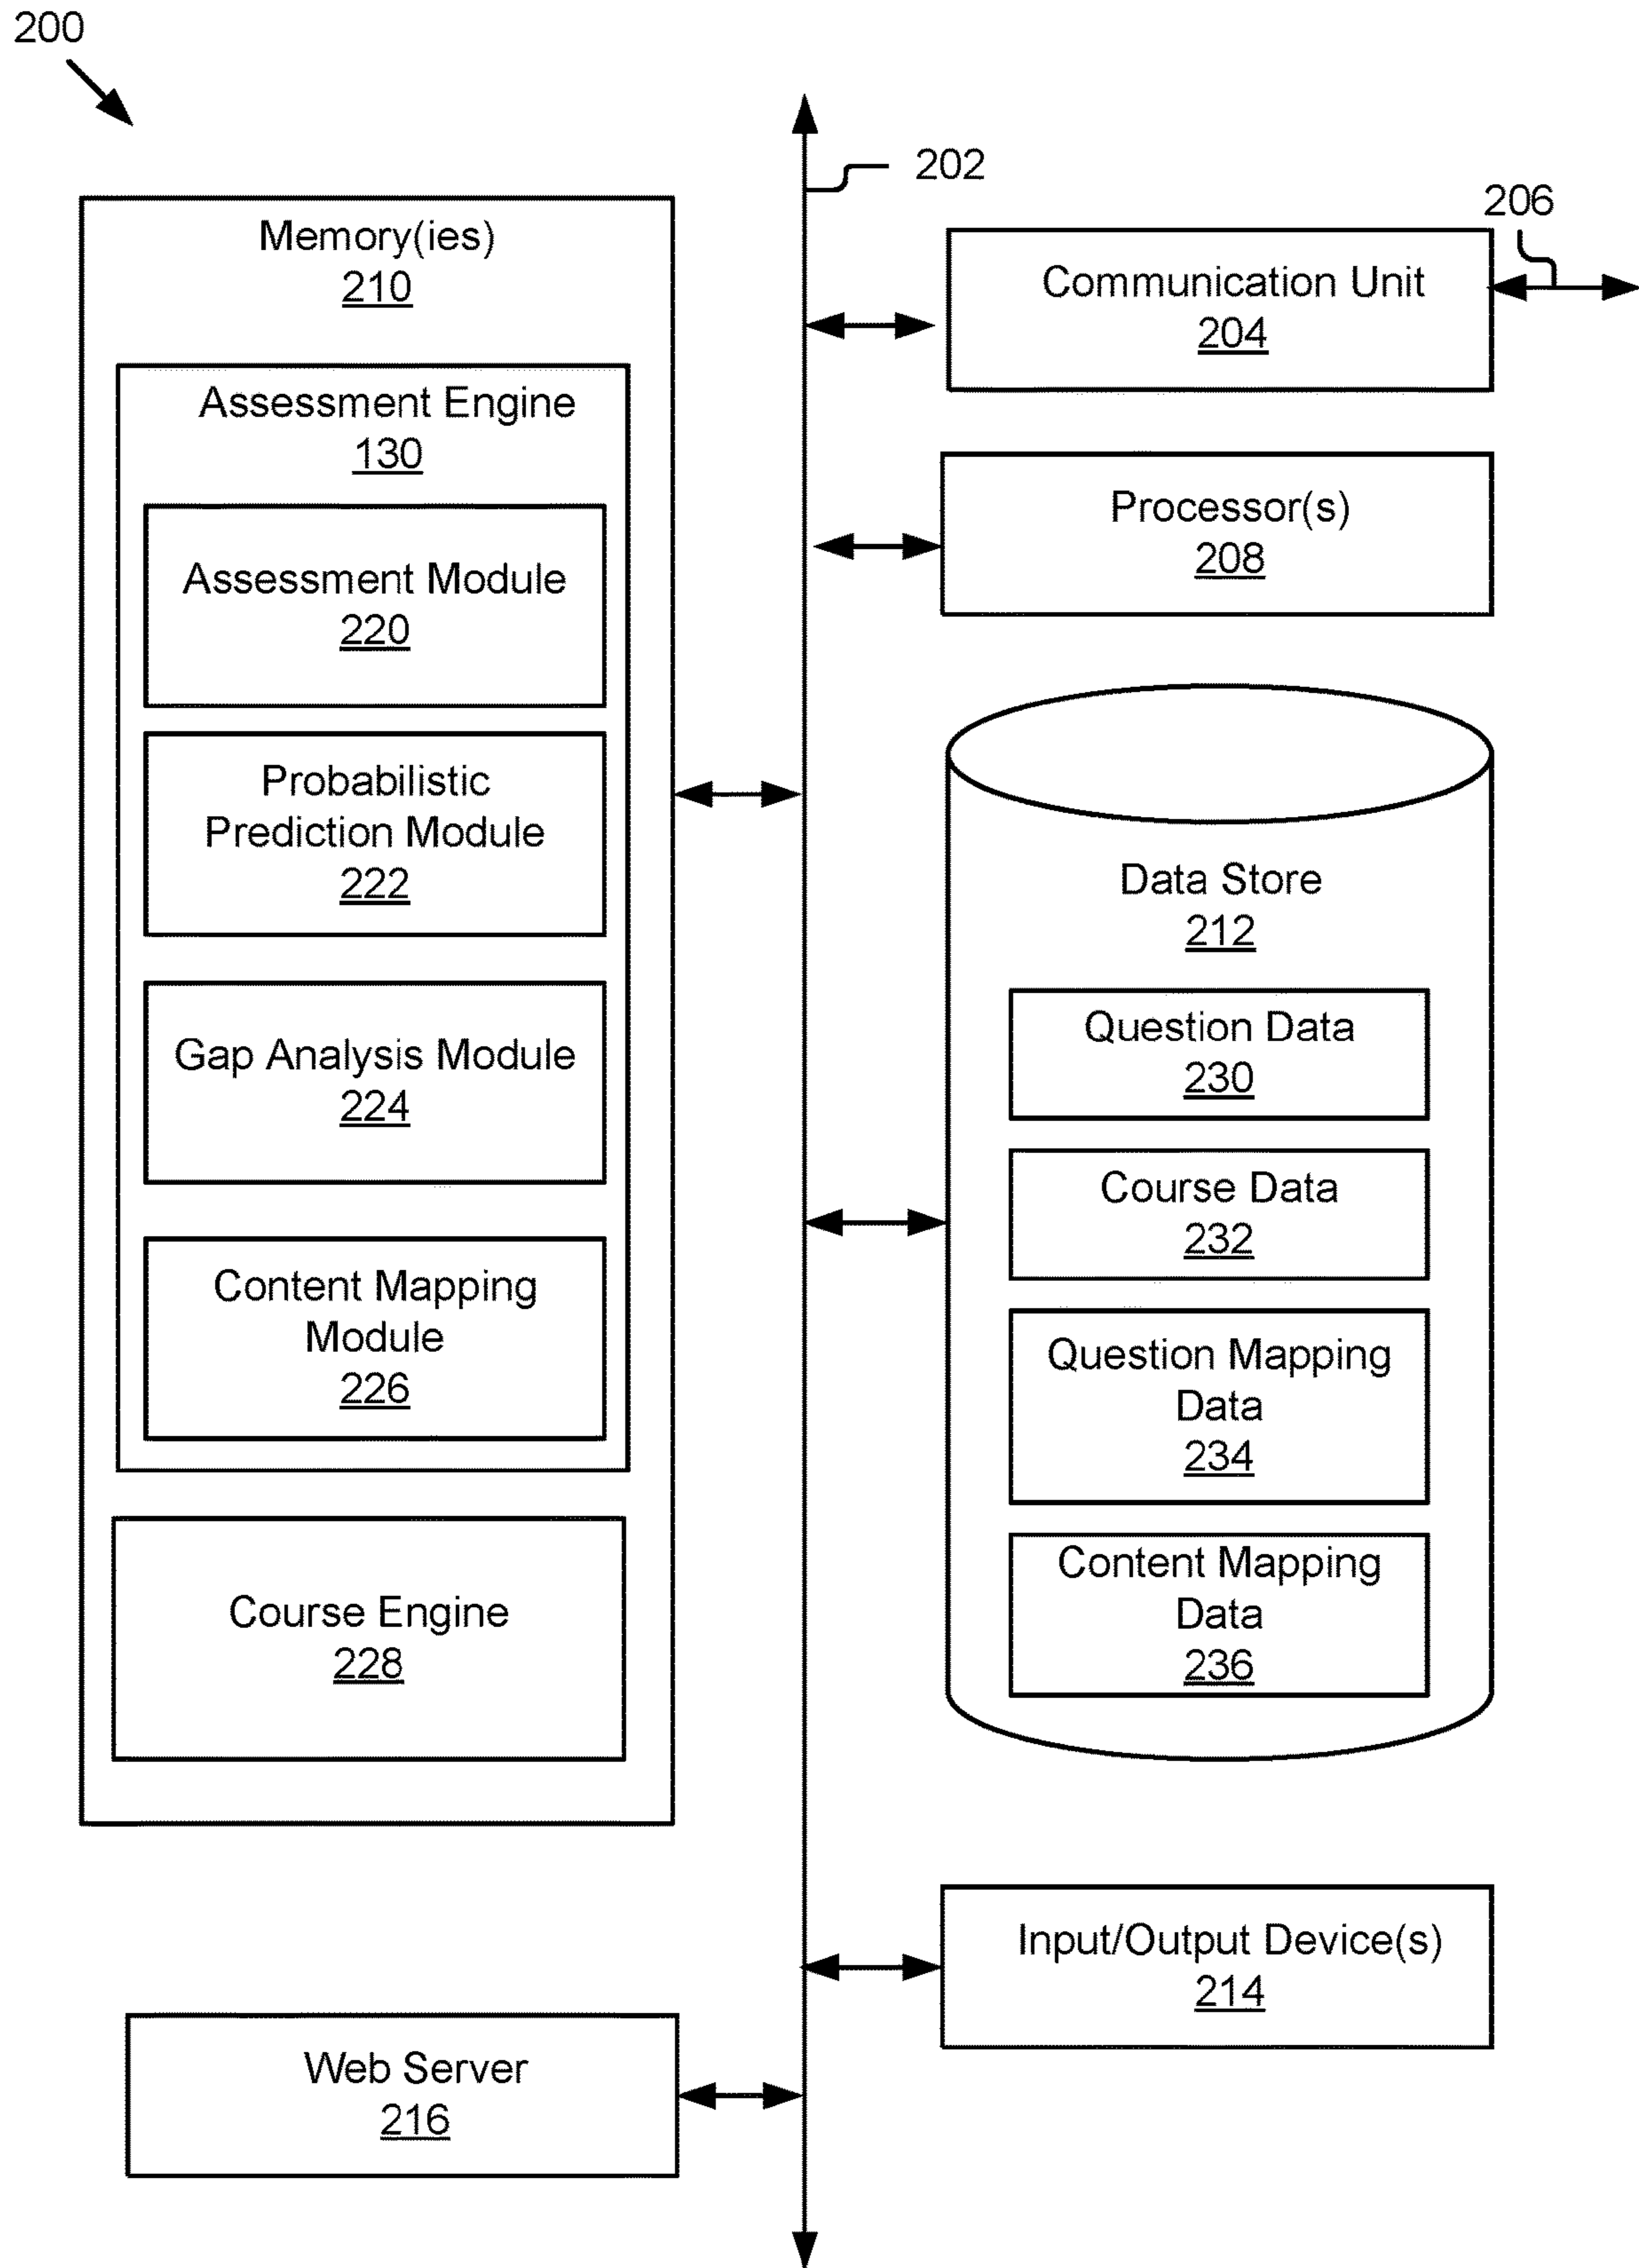 200
202
206
Memory(ies)
210
Assessment Engine
130
Assessment Module
220
Probabilistic
Prediction Module
222
Gap Analysis Module
224
Content Mapping
Module
226
Course Engine
228
Communication Unit
204
Processor(s)
208
Data Store
212
Question Data
230
Course Data
232
Question Mapping
Data
234
Content Mapping
Data
236
Input/Output Device(s)
214
Web Server
216